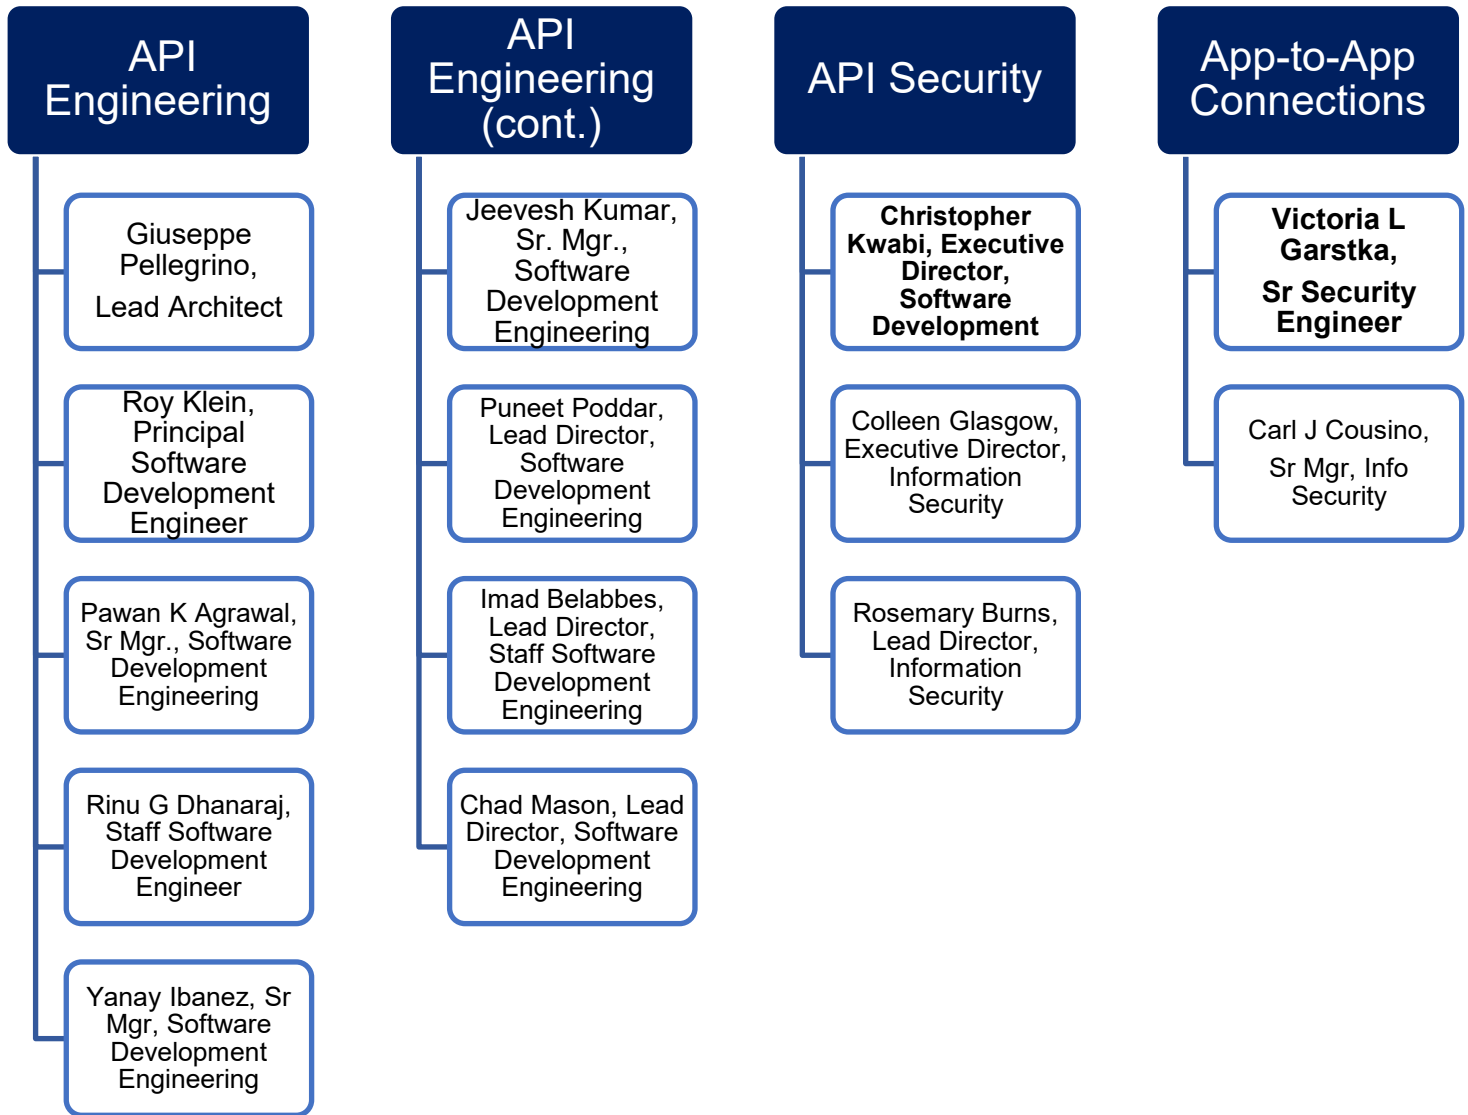 API
Engineering
Giuseppe
Pellegrino,
Lead Architect
Roy Klein,
Principal
Software
Development
Engineer
Pawan K Agrawal,
Sr Mgr., Software
Development
Engineering
Rinu G Dhanaraj,
Staff Software
Development
Engineer
Yanay Ibanez, Sr
Mgr, Software
Development
Engineering
API
Engineering
(cont.)
Jeevesh Kumar,
Sr. Mgr.,
Software
Development
Engineering
Puneet Poddar,
Lead Director,
Software
Development
Engineering
Imad Belabbes,
Lead Director,
Staff Software
Development
Engineering
Chad Mason, Lead
Director, Software
Development
Engineering
API Security
Christopher
Kwabi, Executive
Director,
Software
Development
Colleen Glasgow,
Executive Director,
Information
Security
Rosemary Burns,
Lead Director,
Information
Security
App-to-App
Connections
Victoria L
Garstka,
Sr Security
Engineer
Carl J Cousino,
Sr Mgr, Info
Security